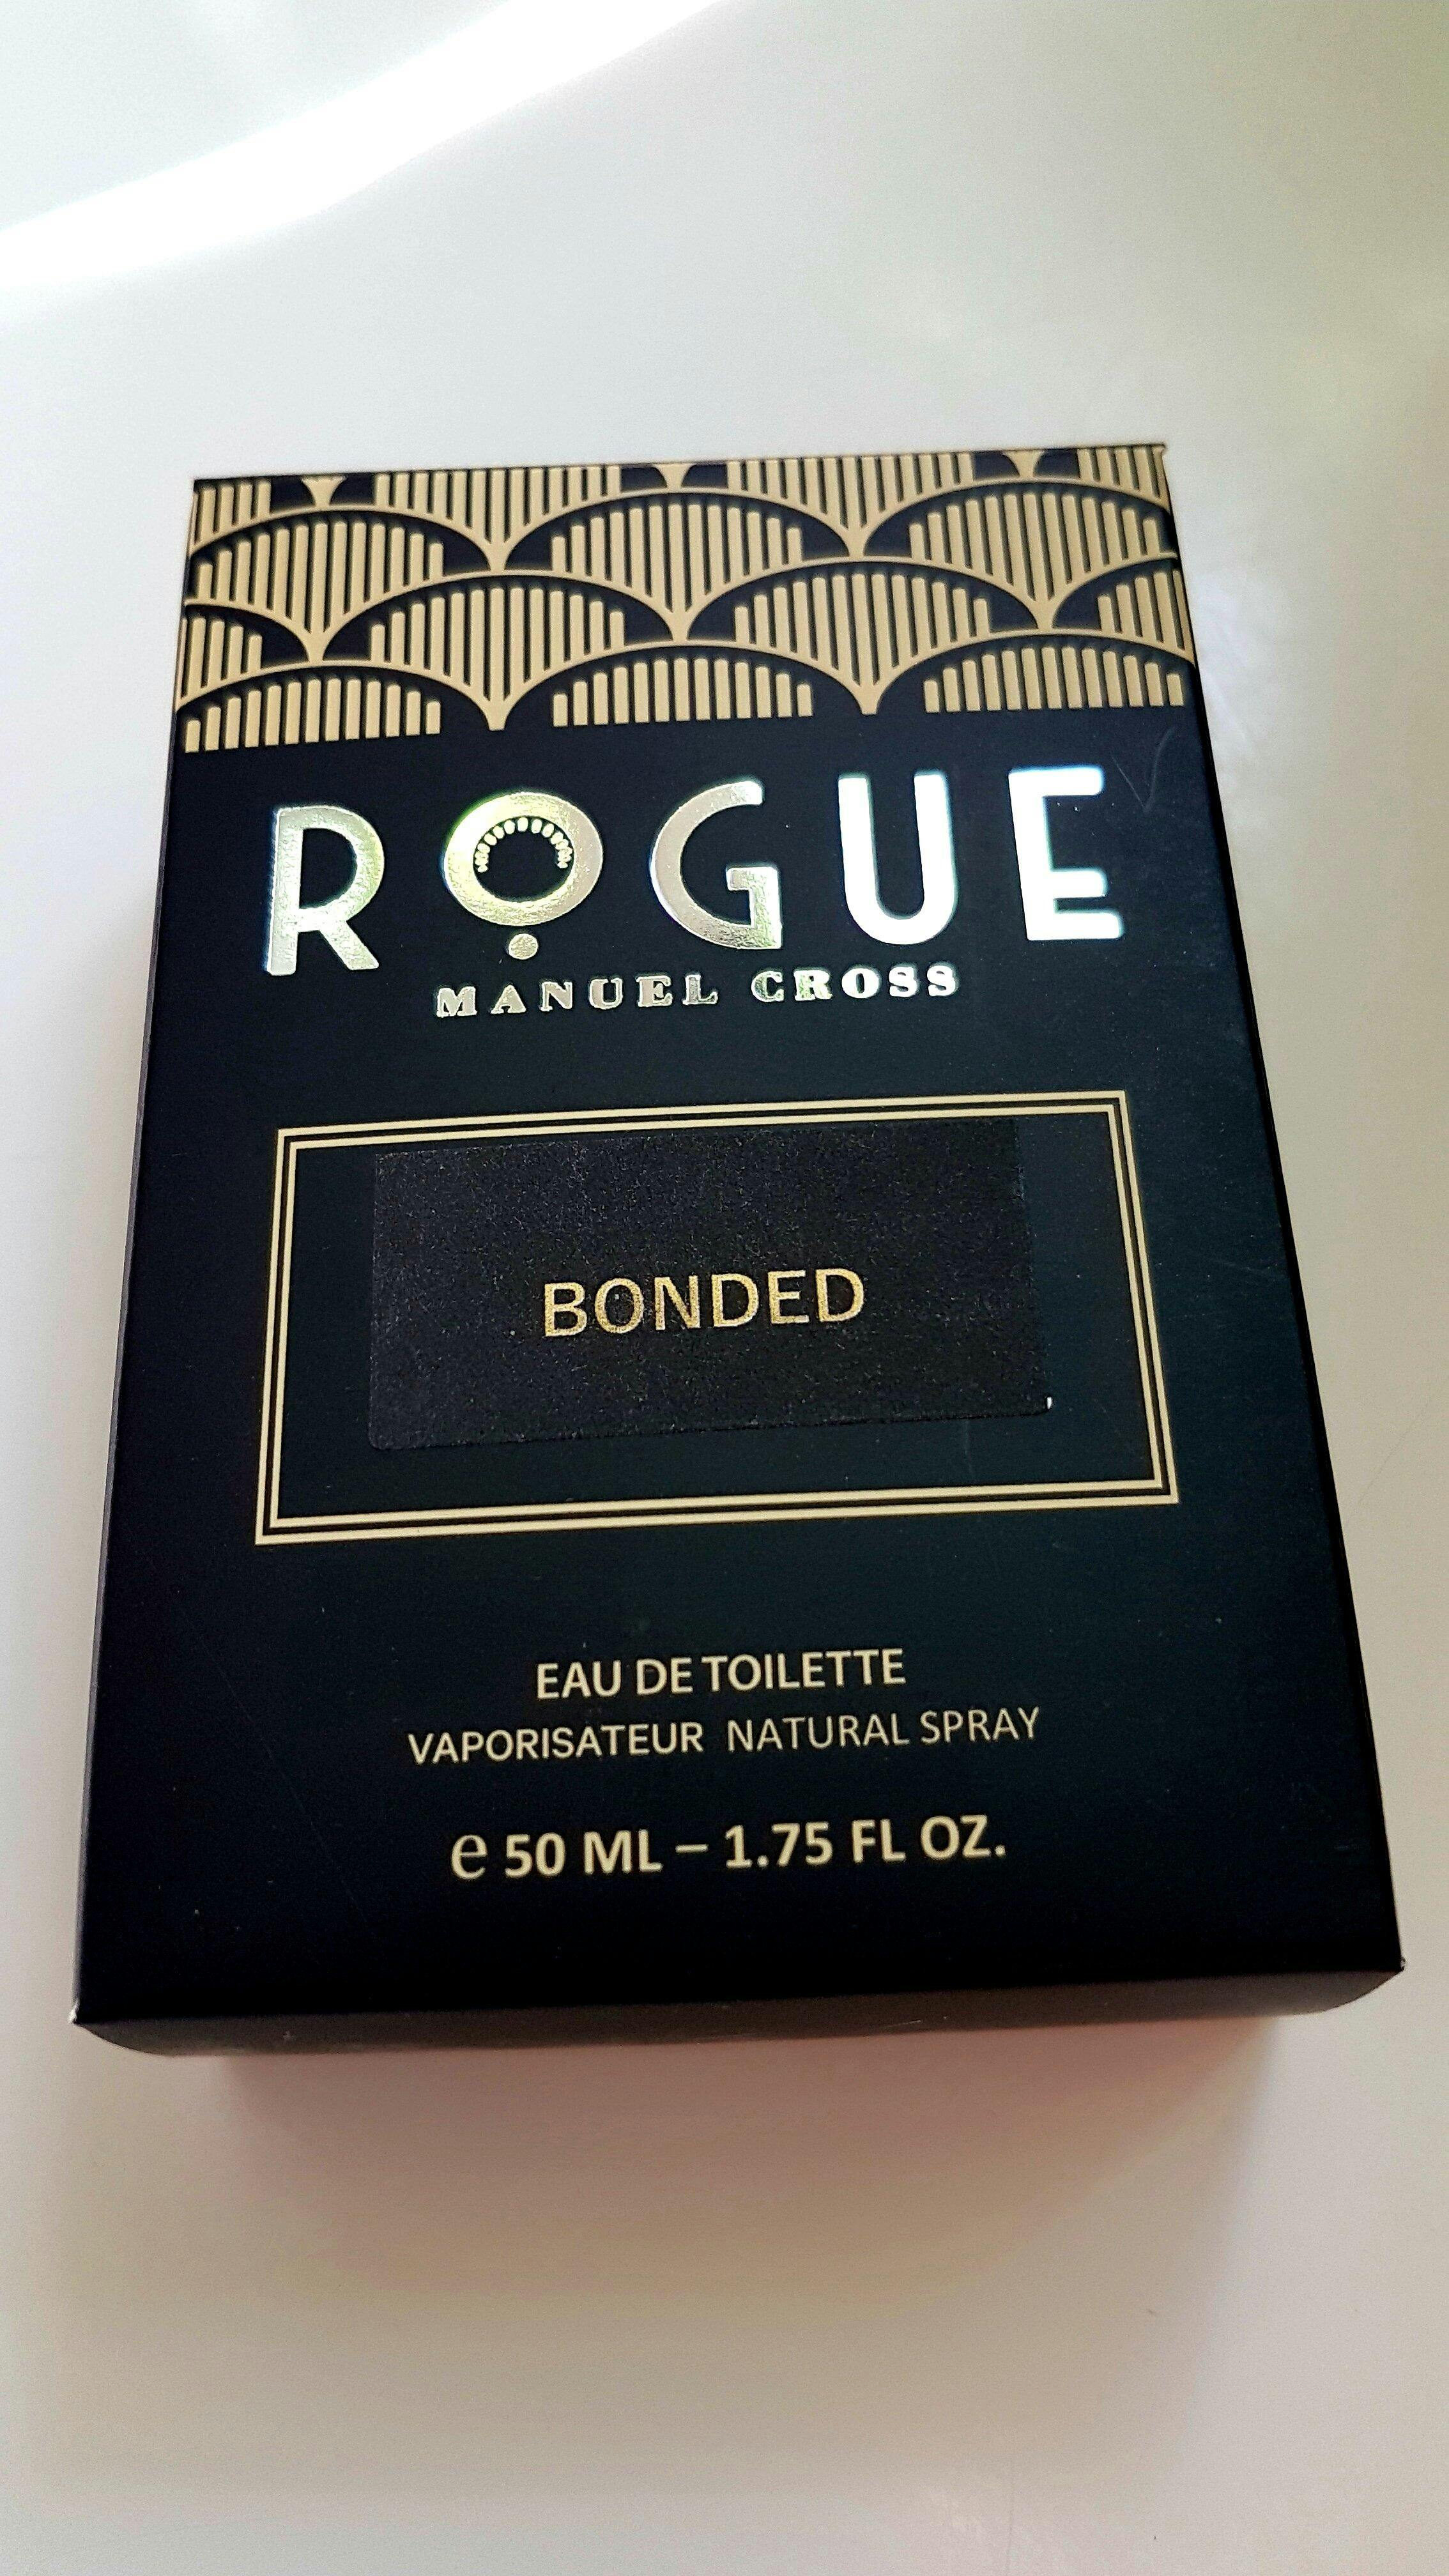 ROGUE
MANUEL CROSS
BONDED
EAU DE TOILETTE
VAPORISATEUR NATURAL SPRAY
℮ 50 ML – 1.75 FL OZ.